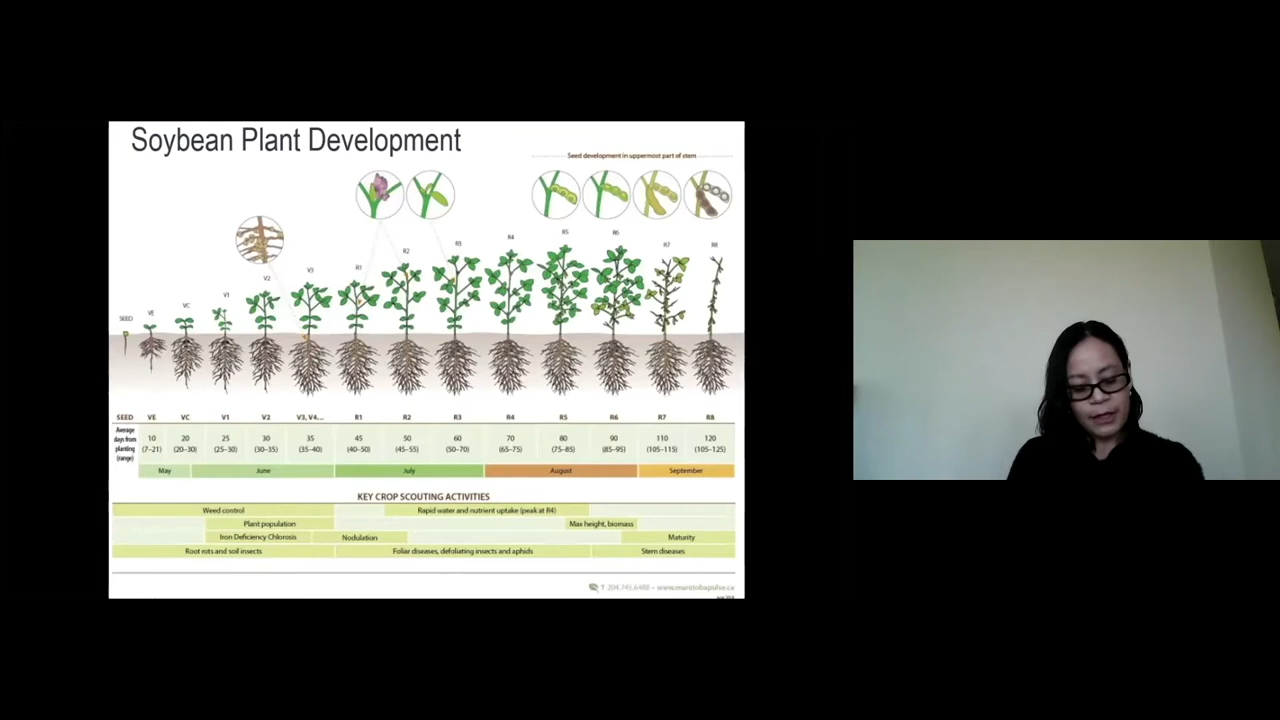 Soybean Plant Development
Seed development in uppermost part of stem
SEED VE VC V1 V2 V3 R1 R2 R3 R4 R5 R6 R7 R8
SEED VE VC V1 V2 V3, V4... R1 R2 R3 R4 R5 R6 R7 R8
Average
days from
planting
(range)
10 20 25 30 35 45 50 60 70 80 90 110 120
(7–21) (20–30) (25–30) (30–35) (35–40) (40–50) (45–55) (50–70) (65–75) (75–85) (85–95) (105–115) (105–125)
May June July August September
KEY CROP SCOUTING ACTIVITIES
Weed control Rapid water and nutrient uptake (peak at R4)
Plant population Max height, biomass
Iron Deficiency Chlorosis Nodulation Maturity
Root rots and soil insects Foliar diseases, defoliating insects and aphids Stem diseases
T 204.745.6488 – www.manitobapulse.ca